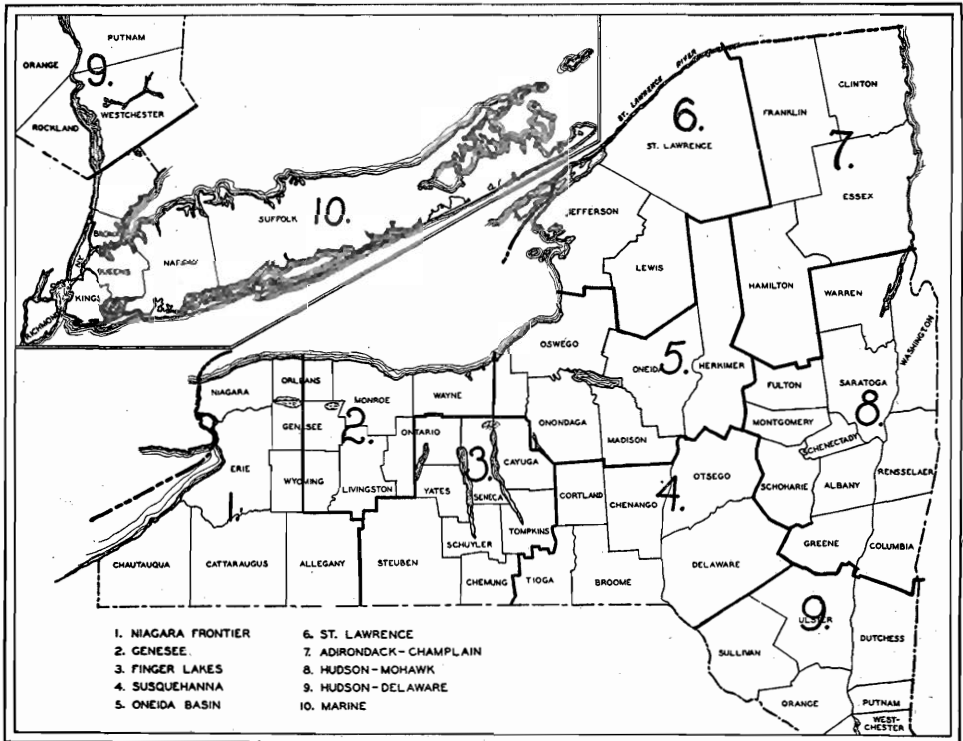 PUTNAM
ORANGE
9.
WESTCHESTER
ROCKLAND
BRONX
QUEENS
NASSAU
KINGS
RICHMOND
SUFFOLK 10.
ST. LAWRENCE RIVER
6.
ST. LAWRENCE
FRANKLIN
CLINTON
7.
ESSEX
JEFFERSON
LEWIS
HAMILTON
WARREN
WASHINGTON
OSWEGO
ONEIDA 5.
HERKIMER
FULTON
SARATOGA
8.
NIAGARA
ORLEANS
MONROE
WAYNE
GENESEE
2.
ONTARIO
ONONDAGA
MADISON
MONTGOMERY
SCHENECTADY
ERIE
1
WYOMING
LIVINGSTON
YATES
3.
SENECA
CAYUGA
CORTLAND
CHENANGO
4.
OTSEGO
SCHOHARIE
ALBANY
RENSSELAER
TOMPKINS
SCHUYLER
CHAUTAUQUA
CATTARAUGUS
ALLEGANY
STEUBEN
CHEMUNG
TIOGA
BROOME
DELAWARE
GREENE
COLUMBIA
9.
ULSTER
SULLIVAN
DUTCHESS
ORANGE
PUTNAM
WEST-
CHESTER
1. NIAGARA FRONTIER
2. GENESEE.
3. FINGER LAKES
4. SUSQUEHANNA
5. ONEIDA BASIN
6. ST. LAWRENCE
7. ADIRONDACK-CHAMPLAIN
8. HUDSON-MOHAWK
9. HUDSON-DELAWARE
10. MARINE